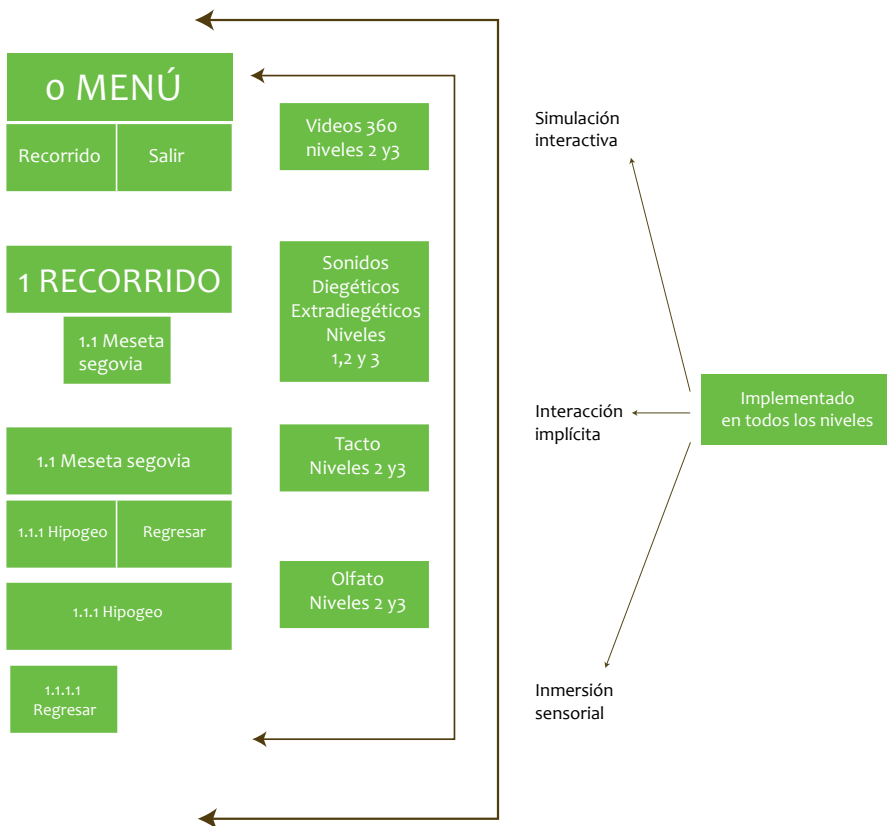 0 MENÚ
Recorrido
Salir
1 RECORRIDO
1.1 Meseta
segovia
1.1 Meseta segovia
1.1.1 Hipogeo
Regresar
1.1.1 Hipogeo
1.1.1.1
Regresar
Videos 360
niveles 2 y3
Sonidos
Diegéticos
Extradiegéticos
Niveles
1,2 y 3
Tacto
Niveles 2 y3
Olfato
Niveles 2 y3
Simulación
interactiva
Interacción
implícita
Inmersión
sensorial
Implementado
en todos los niveles